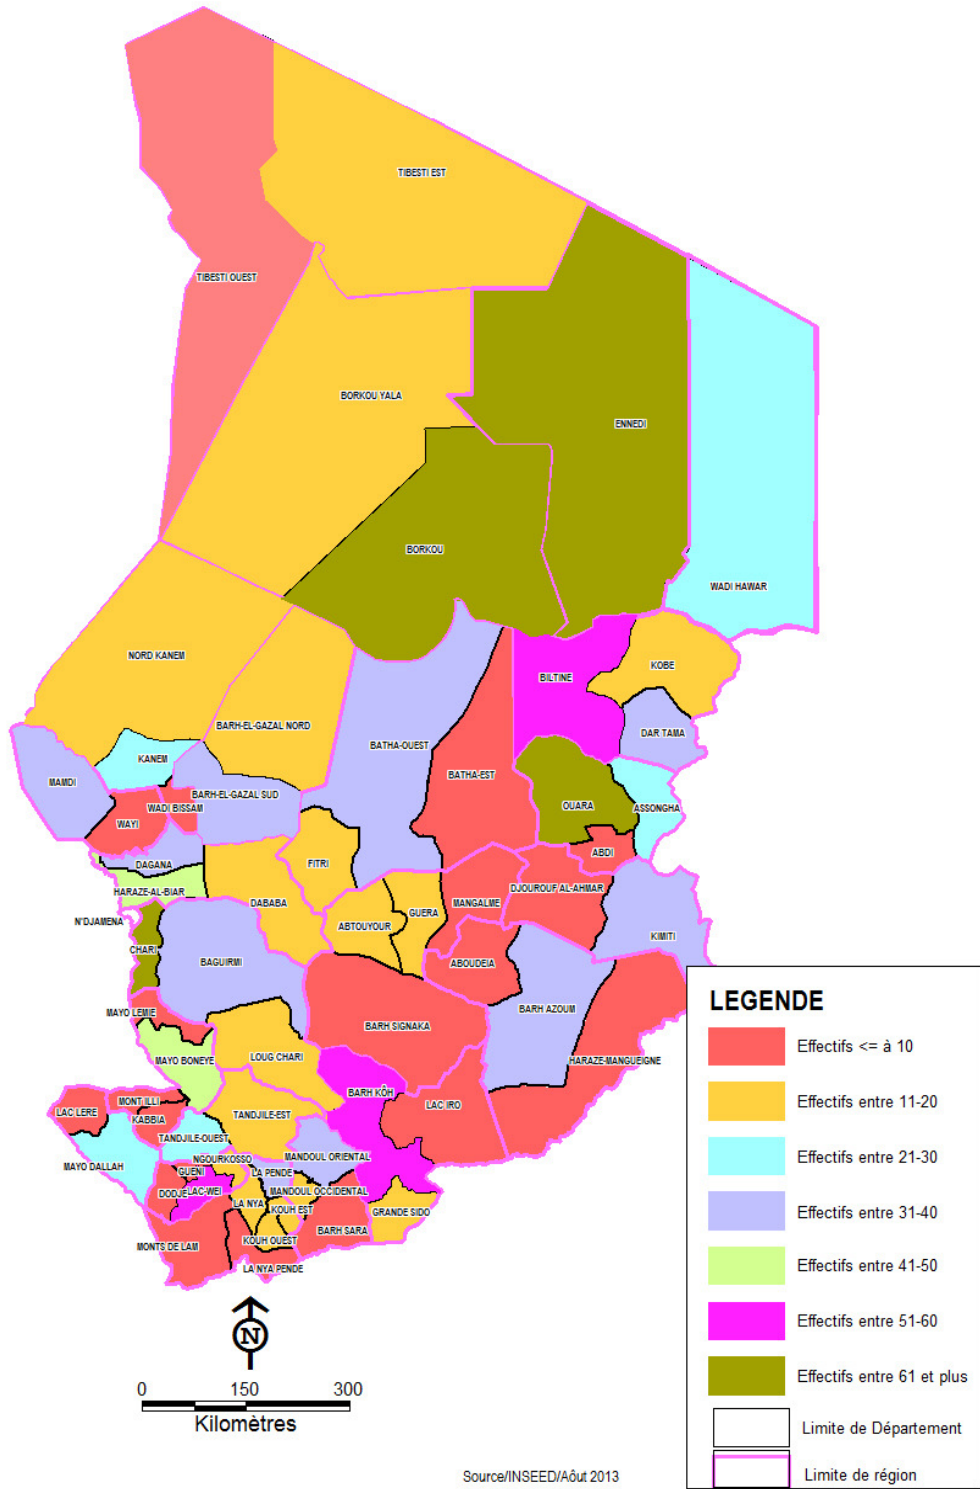 TIBESTI EST
TIBESTI OUEST
BORKOU YALA
ENNEDI
BORKOU
WADI HAWAR
NORD KANEM
KOBE
BILTINE
BARH-EL-GAZAL NORD
DAR TAMA
BATHA-OUEST
KANEM
BATHA-EST
MAMDI
BARH-EL-GAZAL SUD
WADI BISSAM
OUARA
ASSONGHA
WAYI
ABDI
DAGANA
FITRI
DJOUROUF AL-AHMAR
HARAZE-AL-BIAR
MANGALME
DABABA
GUERA
N'DJAMENA
ABTOUYOUR
KIMITI
CHARI
BAGUIRMI
ABOUDEIA
BARH AZOUM
MAYO LEMIE
BARH SIGNAKA
MAYO BONEYE
LOUG CHARI
HARAZE-MANGUEIGNE
BARH KÔH
MONT ILLI
LAC IRO
LAC LERE
KABBIA
TANDJILE-EST
TANDJILE-OUEST
MANDOUL ORIENTAL
NGOURKOSSO
MAYO DALLAH
GUENI
LA PENDE
DODJE
LAC-WEI
MANDOUL OCCIDENTAL
LA NYA
KOUH EST
GRANDE SIDO
BARH SARA
KOUH OUEST
MONTS DE LAM
LA NYA PENDE
N
0 150 300
Kilomètres
LEGENDE
Effectifs <= à 10
Effectifs entre 11-20
Effectifs entre 21-30
Effectifs entre 31-40
Effectifs entre 41-50
Effectifs entre 51-60
Effectifs entre 61 et plus
Limite de Département
Limite de région
Source/INSEED/Aôut 2013